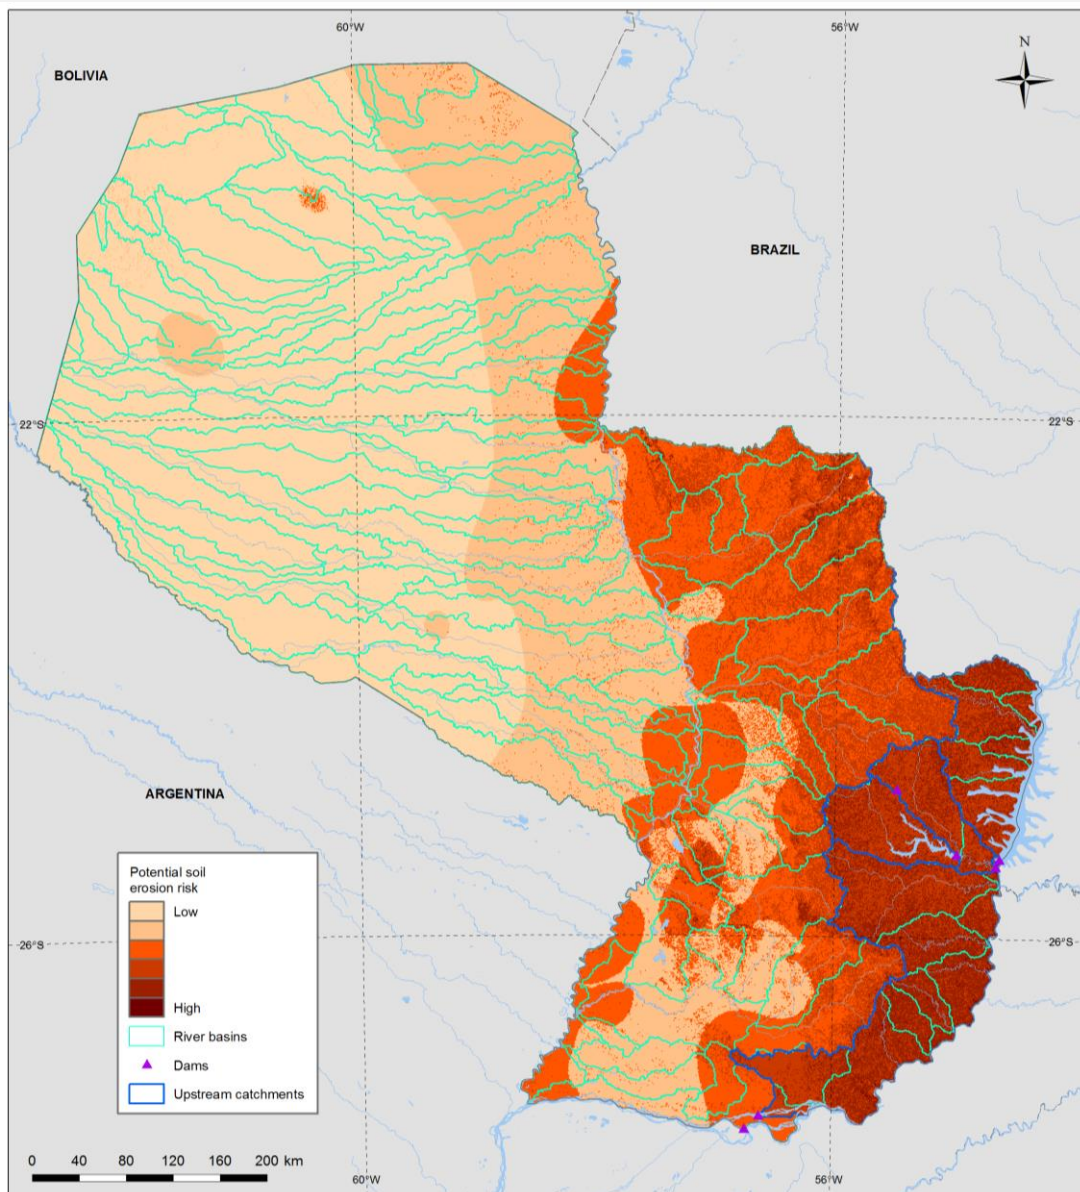 60°W
56°W
N
BOLIVIA
BRAZIL
22°S
22°S
ARGENTINA
Potential soil
erosion risk
Low
High
River basins
Dams
Upstream catchments
26°S
26°S
0 40 80 120 160 200 km
60°W
56°W